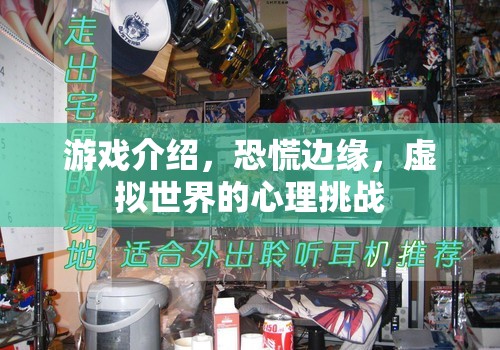 走出宅男的境地
游戏介绍，恐慌边缘，虚
拟世界的心理挑战
适合外出聆听耳机推荐